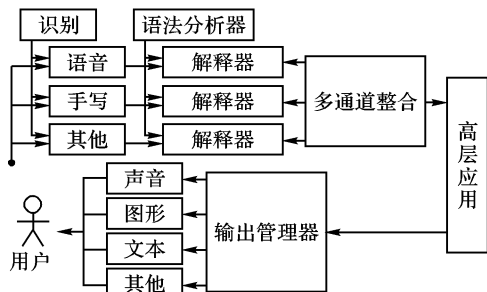 识别
语法分析器
语音
解释器
手写
解释器
多通道整合
其他
解释器
高层应用
声音
图形
输出管理器
文本
其他
用户